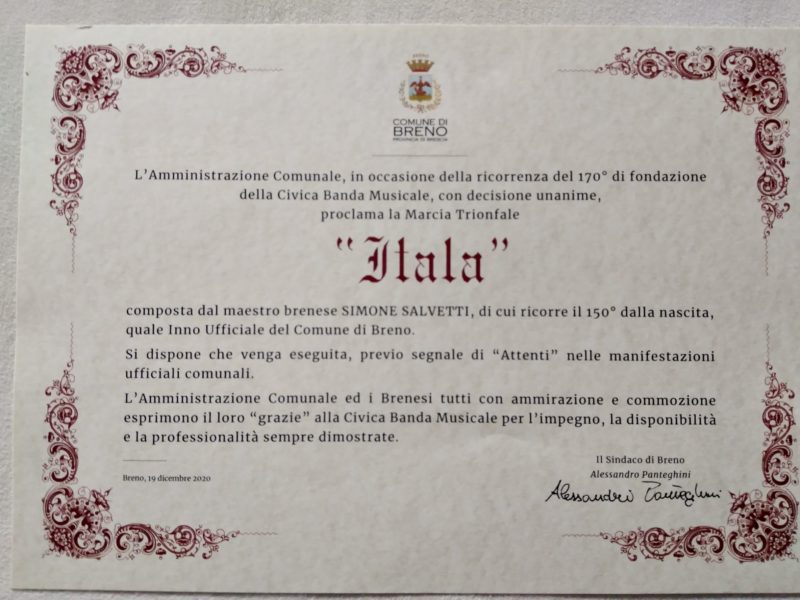 COMUNE DI
BRENO
PROVINCIA DI BRESCIA
L'Amministrazione Comunale, in occasione della ricorrenza del 170° di fondazione
della Civica Banda Musicale, con decisione unanime,
proclama la Marcia Trionfale
"Itala"
composta dal maestro brenese SIMONE SALVETTI, di cui ricorre il 150° dalla nascita,
quale Inno Ufficiale del Comune di Breno.
Si dispone che venga eseguita, previo segnale di "Attenti" nelle manifestazioni
ufficiali comunali.
L'Amministrazione Comunale ed i Brenesi tutti con ammirazione e commozione
esprimono il loro "grazie" alla Civica Banda Musicale per l'impegno, la disponibilità
e la professionalità sempre dimostrate.
Il Sindaco di Breno
Alessandro Panteghini
Breno, 19 dicembre 2020
Alessandro Panteghini